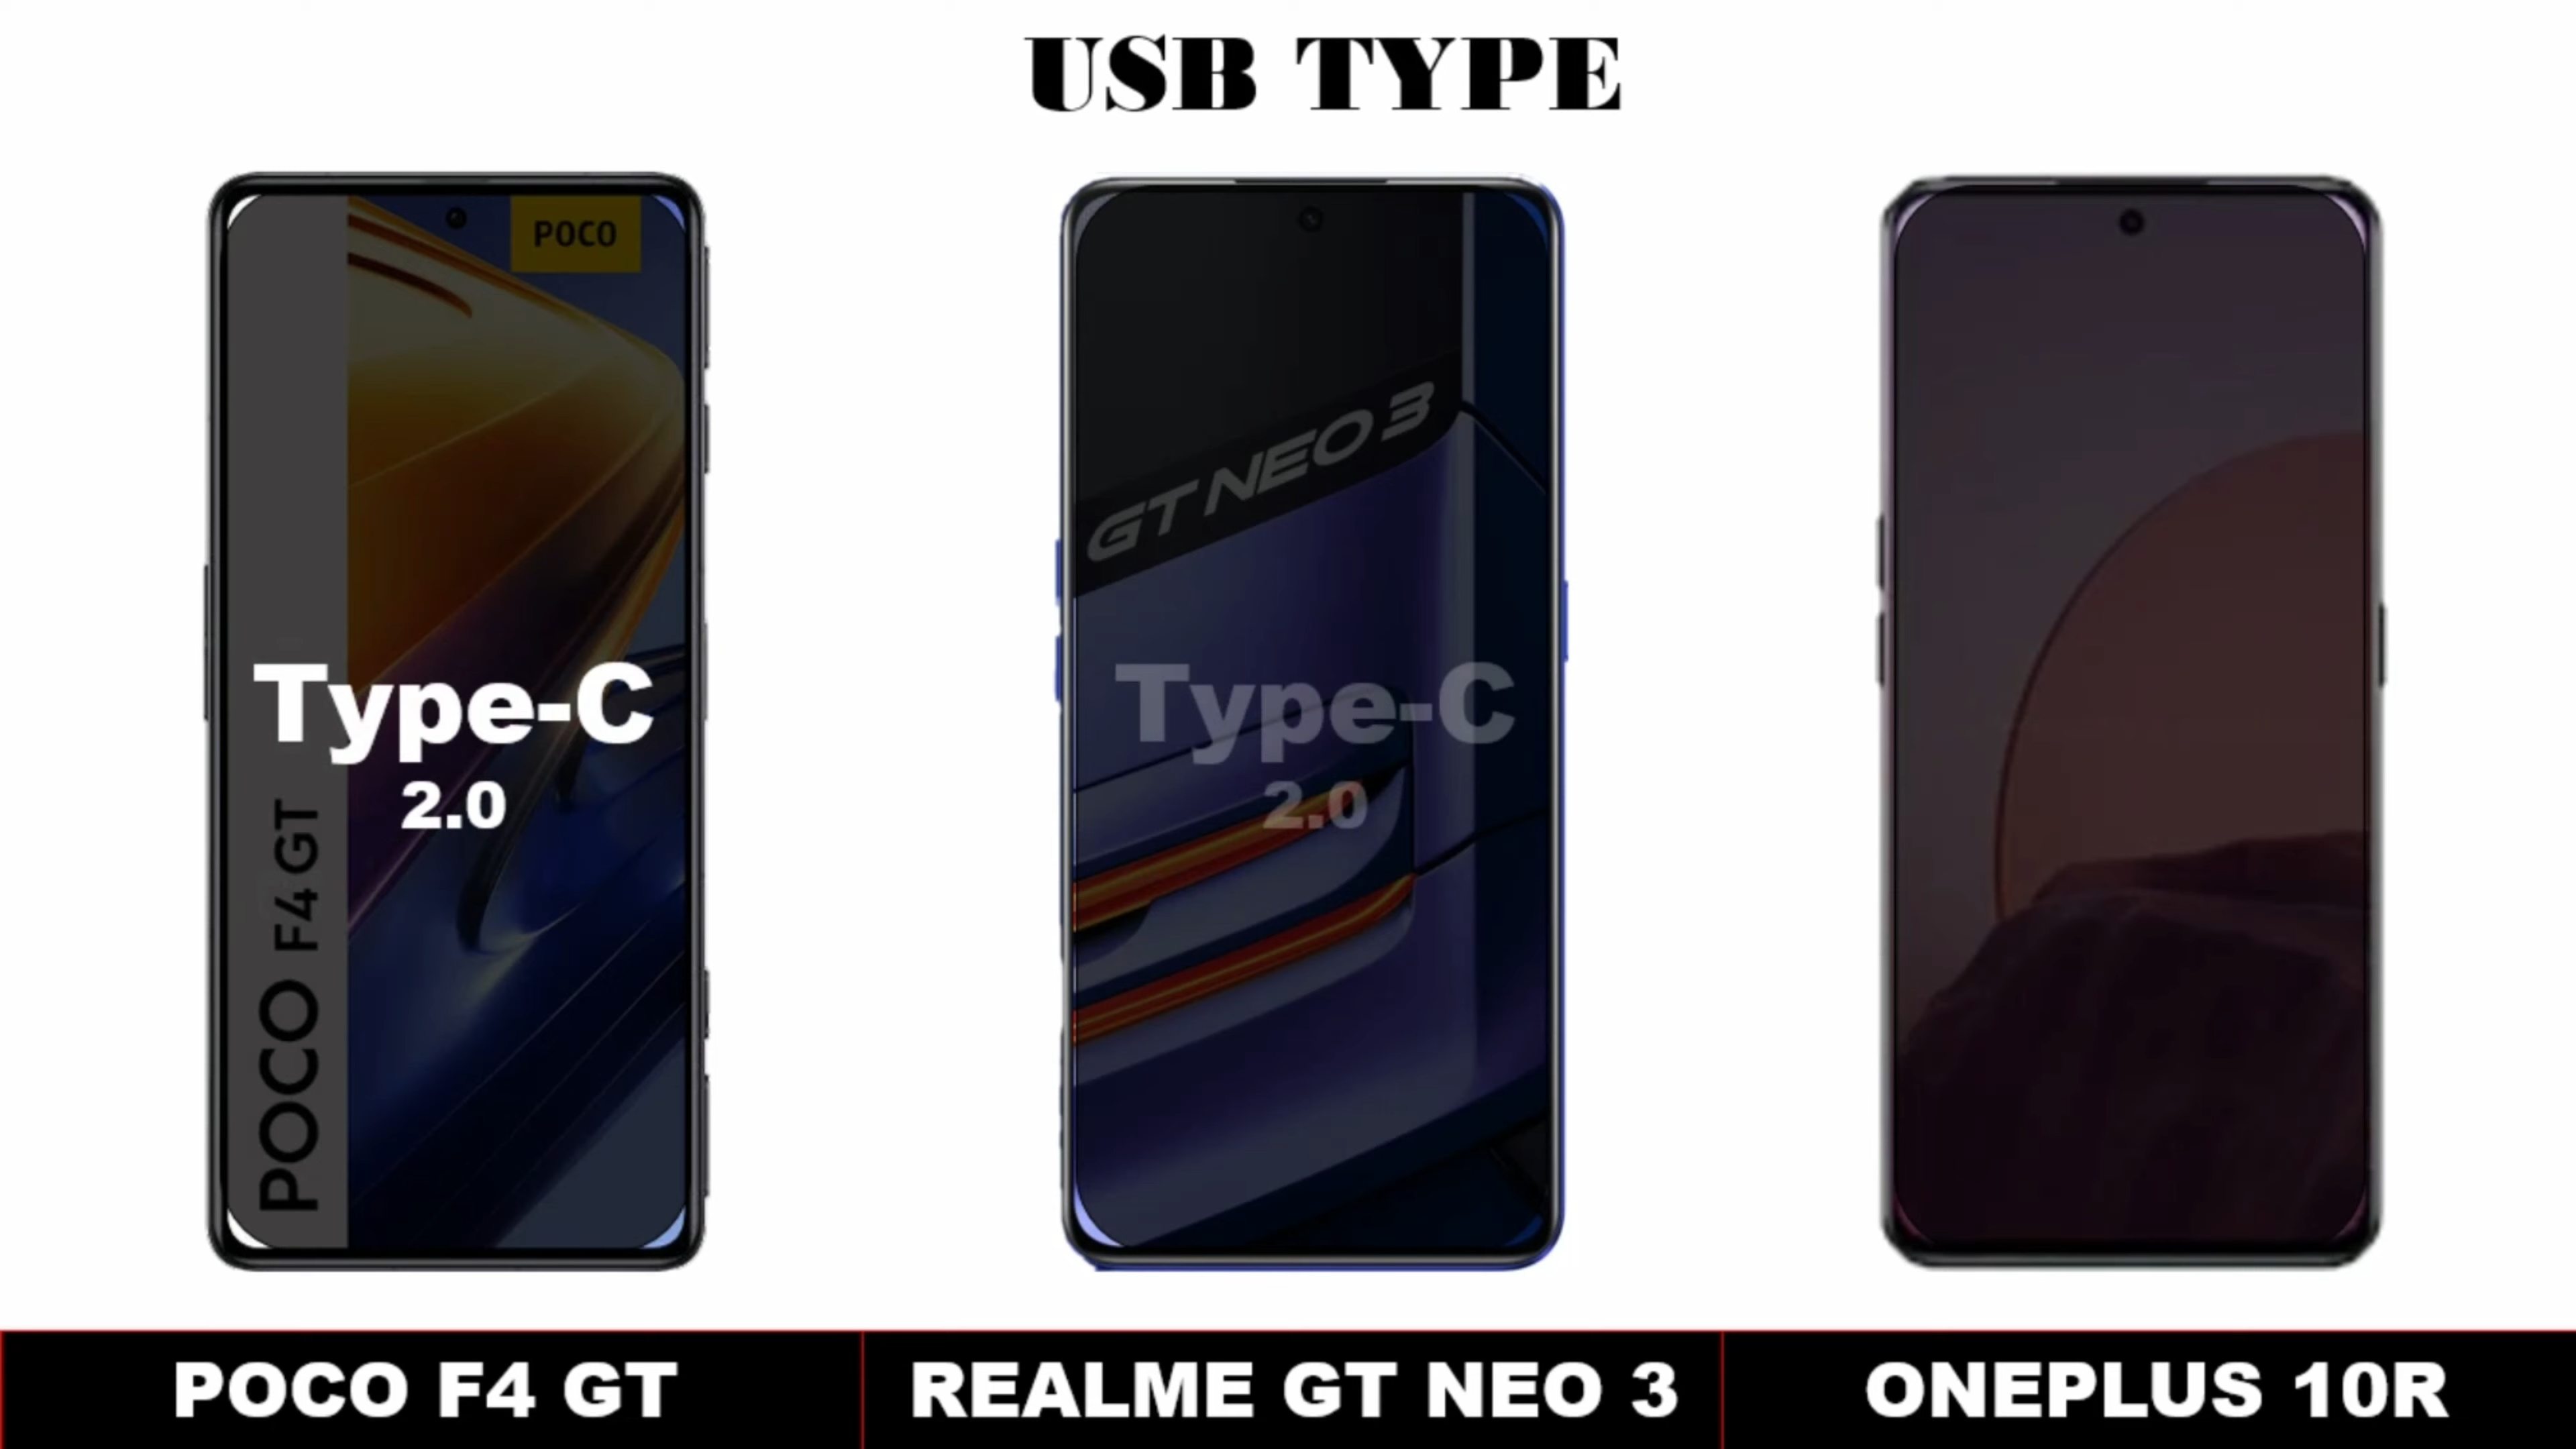 USB TYPE
POCO
POCO F4 GT
Type-C
2.0
GT NEO 3
Type-C
2.0
POCO F4 GT
REALME GT NEO 3
ONEPLUS 10R